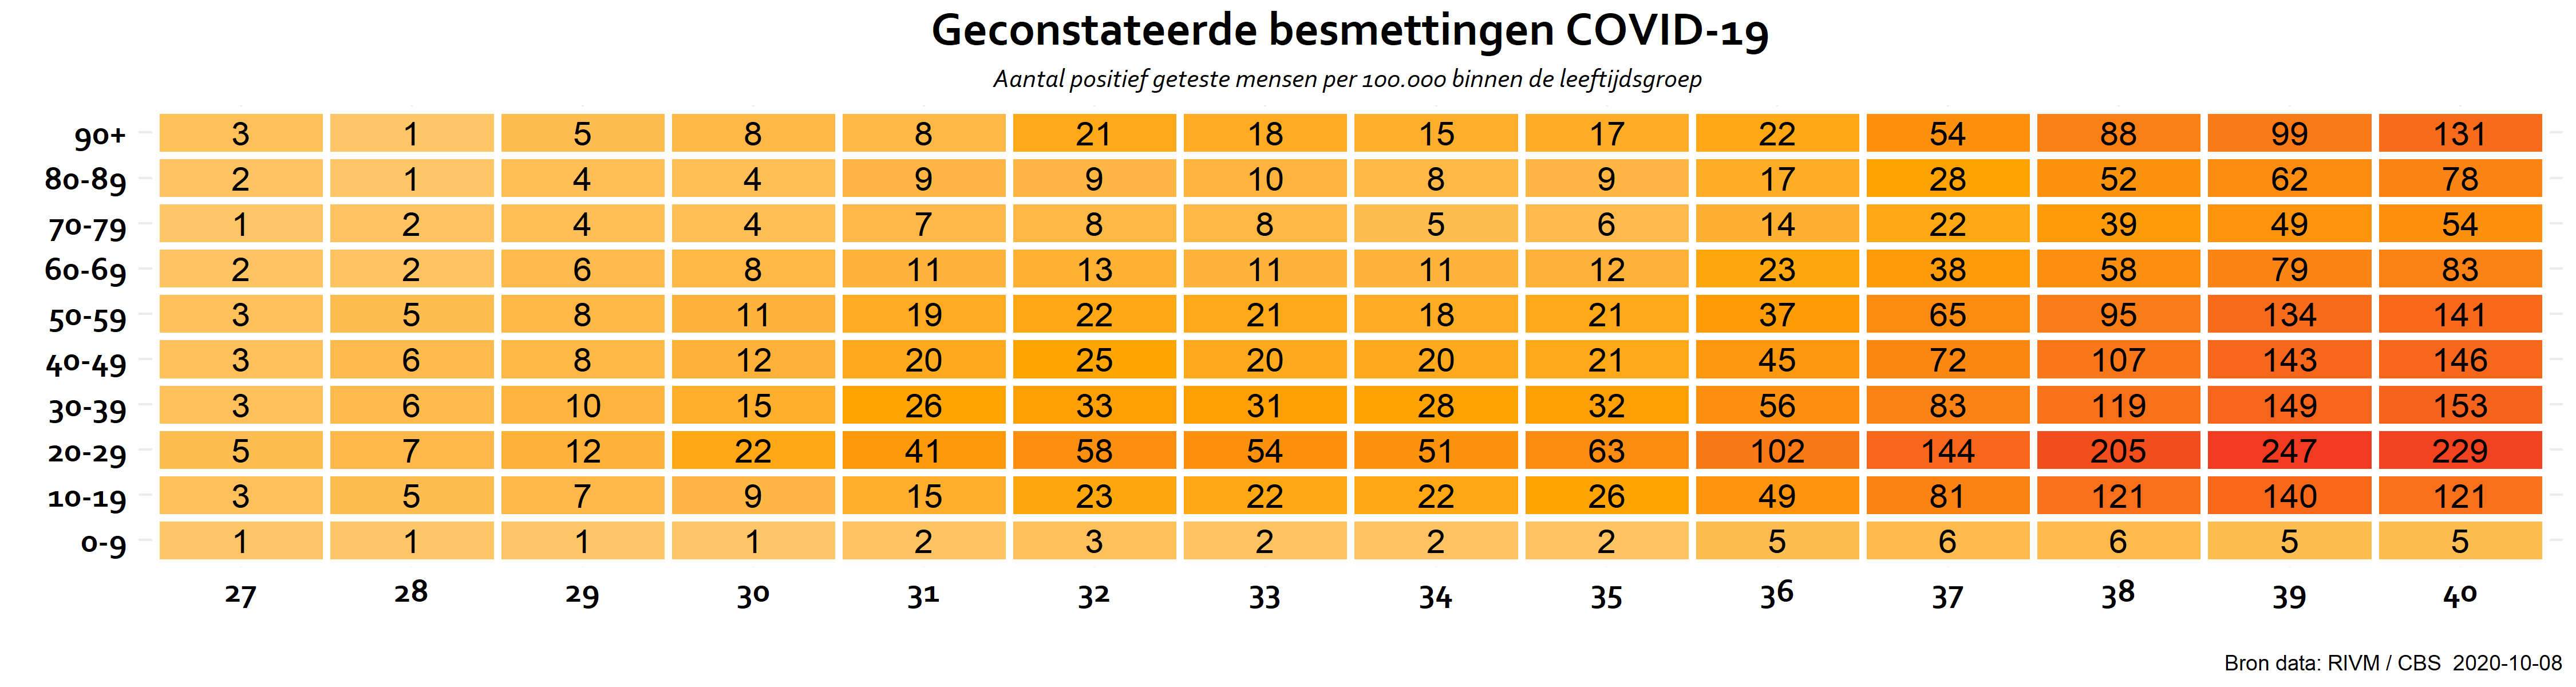 Geconstateerde besmettingen COVID-19
Aantal positief geteste mensen per 100.000 binnen de leeftijdsgroep
90+ 3 1 5 8 8 21 18 15 17 22 54 88 99 131
80-89 2 1 4 4 9 9 10 8 9 17 28 52 62 78
70-79 1 2 4 4 7 8 8 5 6 14 22 39 49 54
60-69 2 2 6 8 11 13 11 11 12 23 38 58 79 83
50-59 3 5 8 11 19 22 21 18 21 37 65 95 134 141
40-49 3 6 8 12 20 25 20 20 21 45 72 107 143 146
30-39 3 6 10 15 26 33 31 28 32 56 83 119 149 153
20-29 5 7 12 22 41 58 54 51 63 102 144 205 247 229
10-19 3 5 7 9 15 23 22 22 26 49 81 121 140 121
0-9 1 1 1 1 2 3 2 2 2 5 6 6 5 5
27 28 29 30 31 32 33 34 35 36 37 38 39 40
Bron data: RIVM / CBS 2020-10-08